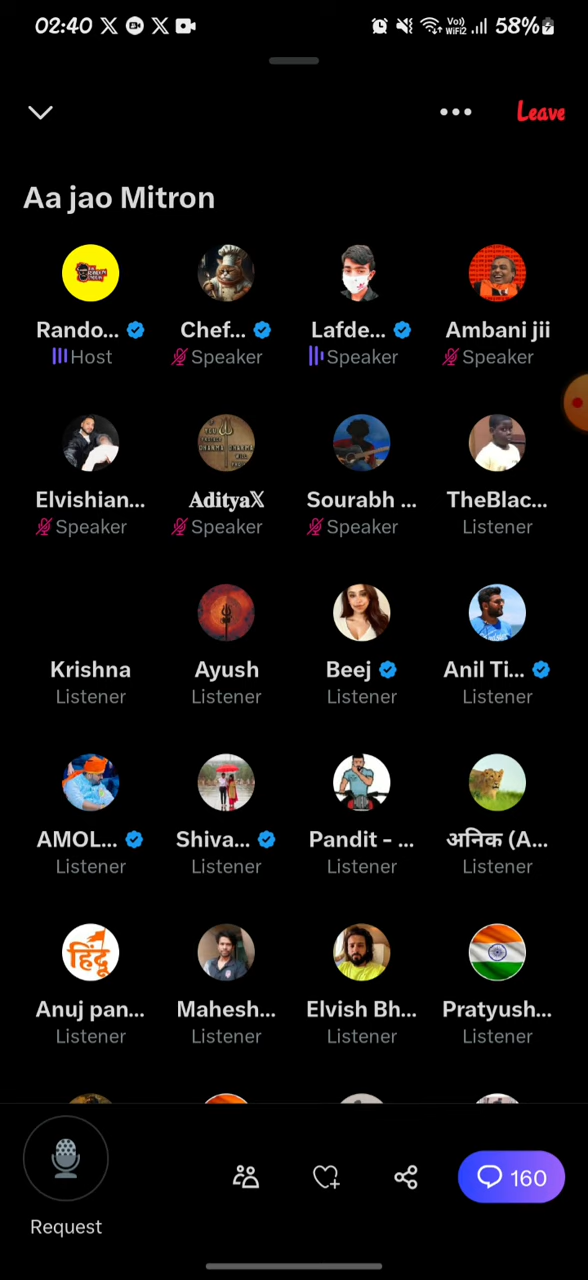 02:40
Vo))
WiFi2
58%
Leave
Aa jao Mitron
Rando... Chef... Lafde... Ambani jii
Host Speaker Speaker Speaker
Elvishian... 𝐀𝐝𝐢𝐭𝐲𝐚𝕏 Sourabh ... TheBlac...
Speaker Speaker Speaker Listener
Krishna Ayush Beej Anil Ti...
Listener Listener Listener Listener
AMOL... Shiva... Pandit - ... अनिक (A...
Listener Listener Listener Listener
हिंदू
Anuj pan... Mahesh... Elvish Bh... Pratyush...
Listener Listener Listener Listener
160
Request